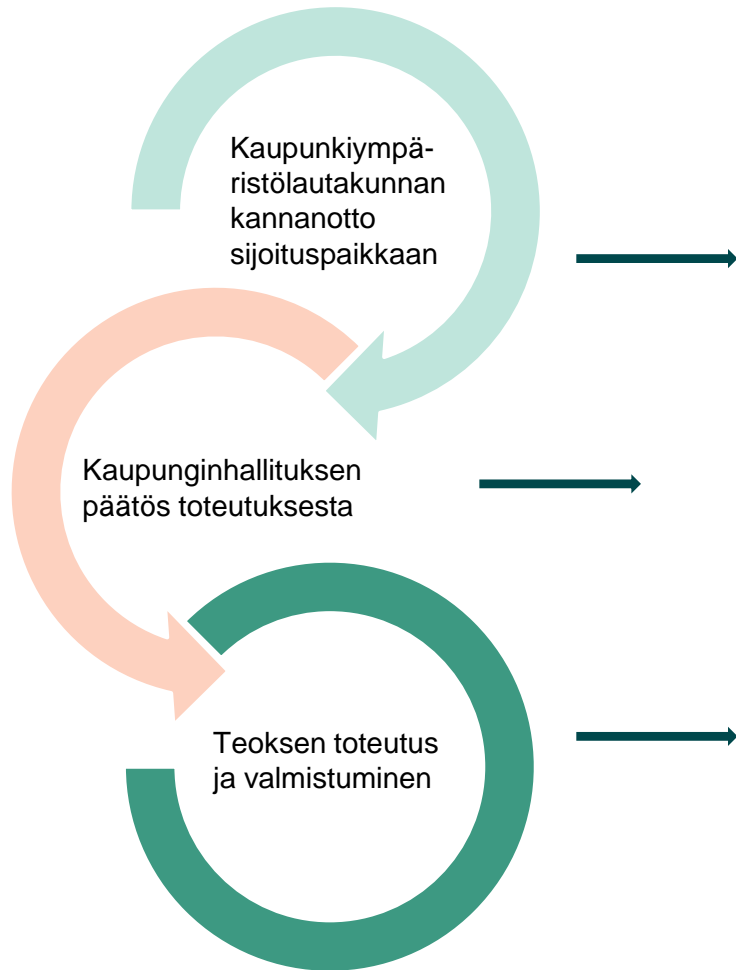 Kaupunkiympä-
ristölautakunnan
kannanotto
sijoituspaikkaan
Kaupunginhallituksen
päätös toteutuksesta
Teoksen toteutus
ja valmistuminen